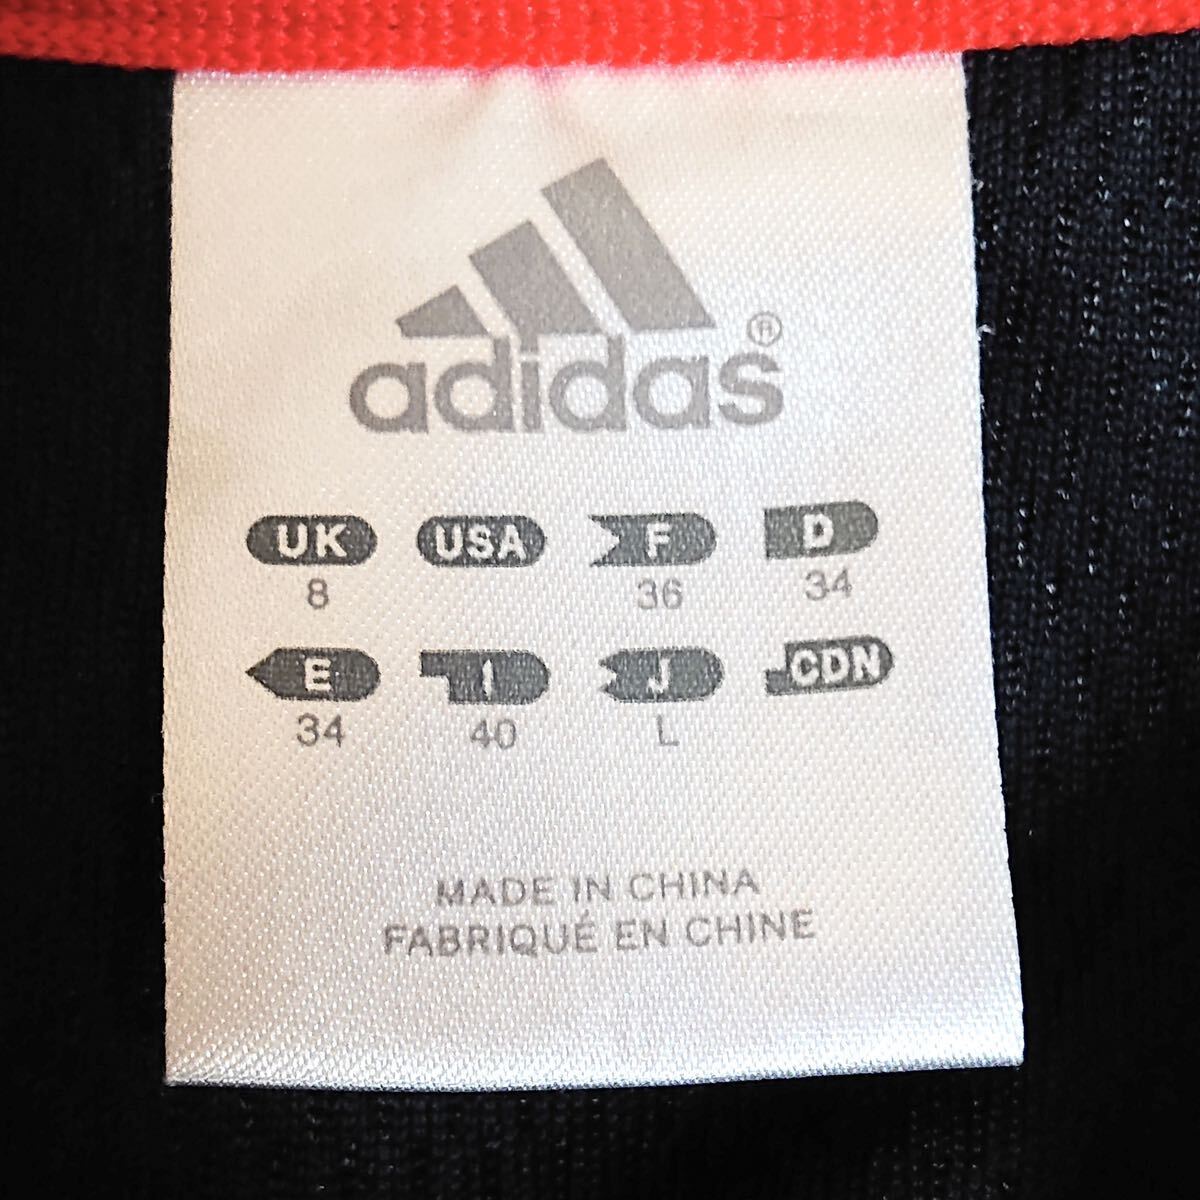 adidas®
UK USA F D
8 36 34
E I J CDN
34 40 L
MADE IN CHINA
FABRIQUÉ EN CHINE